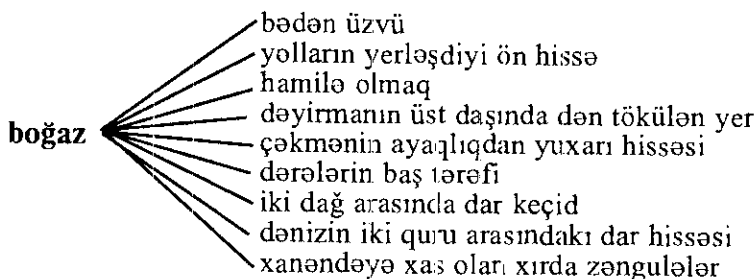 bədən üzvü
yolların yerləşdiyi ön hissə
hamilə olmaq
dəyirmanın üst daşında dən tökülən yer
boğaz
çəkmənin ayaqlıqdan yuxarı hissəsi
dərələrin baş tərəfi
iki dağ arasında dar keçid
dənizin iki quru arasındakı dar hissəsi
xanəndəyə xas olan xırda zəngulələr